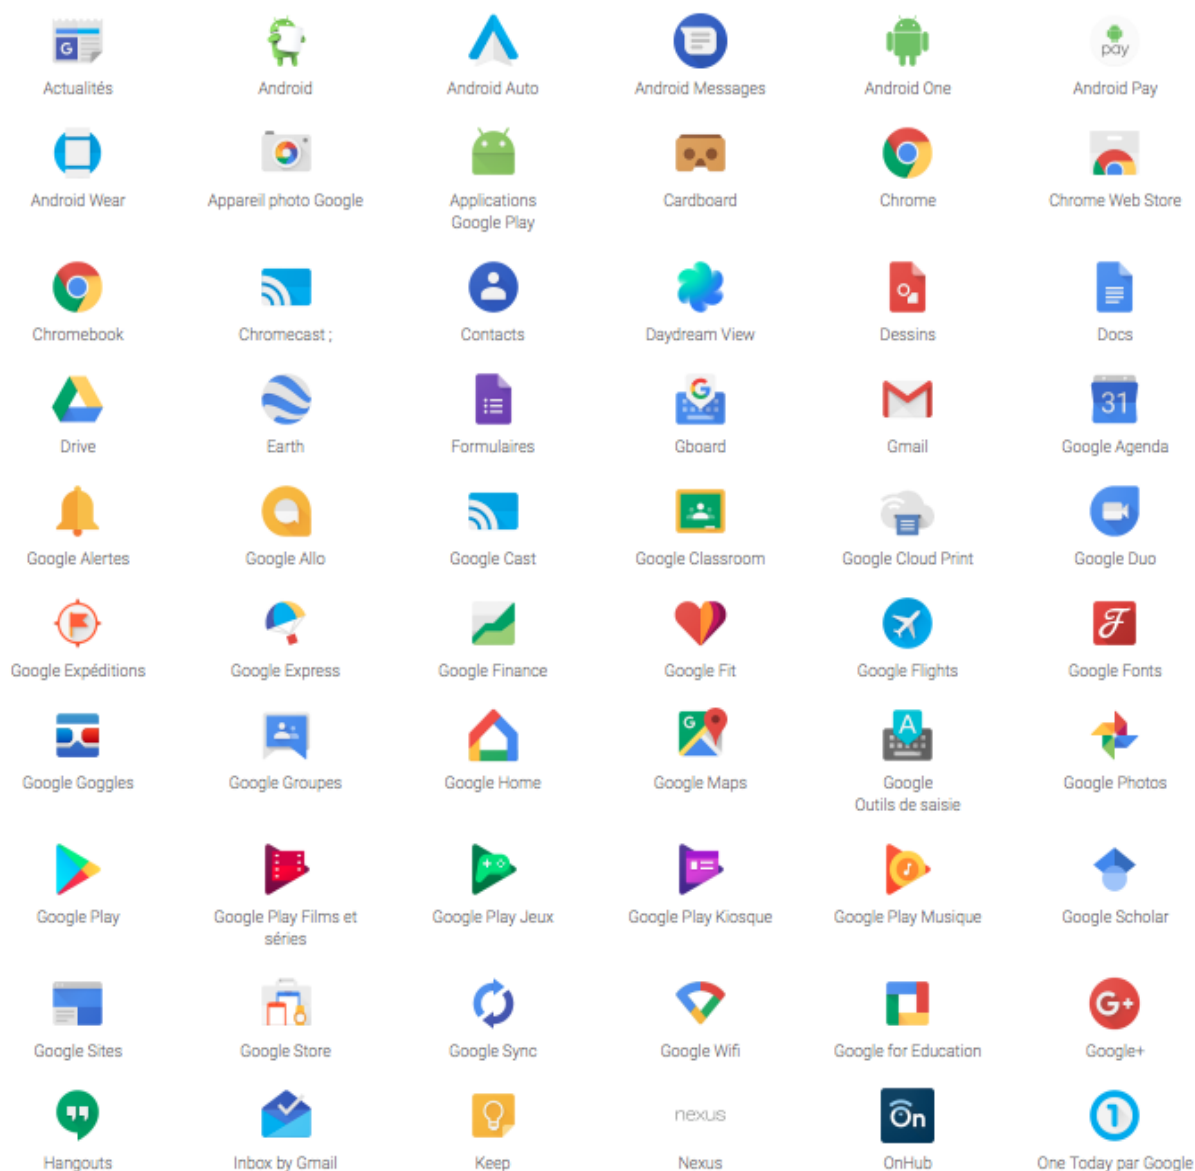 G
pay
Actualités Android Android Auto Android Messages Android One Android Pay
Android Wear Appareil photo Google Applications Cardboard Chrome Chrome Web Store
Google Play
Chromebook Chromecast ; Contacts Daydream View Dessins Docs
G
31
Drive Earth Formulaires Gboard Gmail Google Agenda
Google Alertes Google Allo Google Cast Google Classroom Google Cloud Print Google Duo
F
Google Expéditions Google Express Google Finance Google Fit Google Flights Google Fonts
G
A
Google Goggles Google Groupes Google Home Google Maps Google Google Photos
Outils de saisie
Google Play Google Play Films et Google Play Jeux Google Play Kiosque Google Play Musique Google Scholar
séries
G+
Google Sites Google Store Google Sync Google Wifi Google for Education Google+
nexus
On
1
Hangouts Inbox by Gmail Keep Nexus OnHub One Today par Google